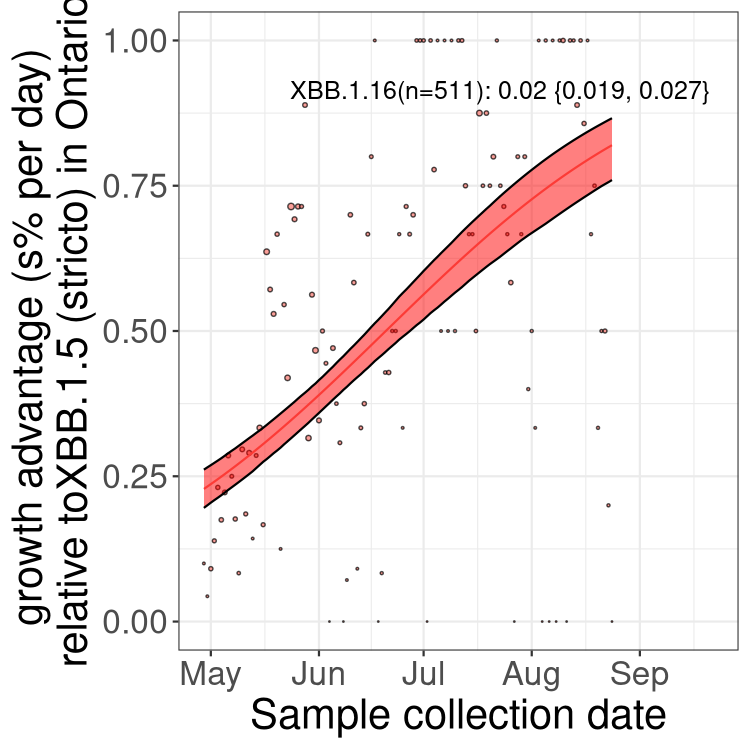 growth advantage (s% per day)
relative toXBB.1.5 (stricto) in Ontario
1.00
0.75
0.50
0.25
0.00
XBB.1.16(n=511): 0.02 {0.019, 0.027}
May Jun Jul Aug Sep
Sample collection date